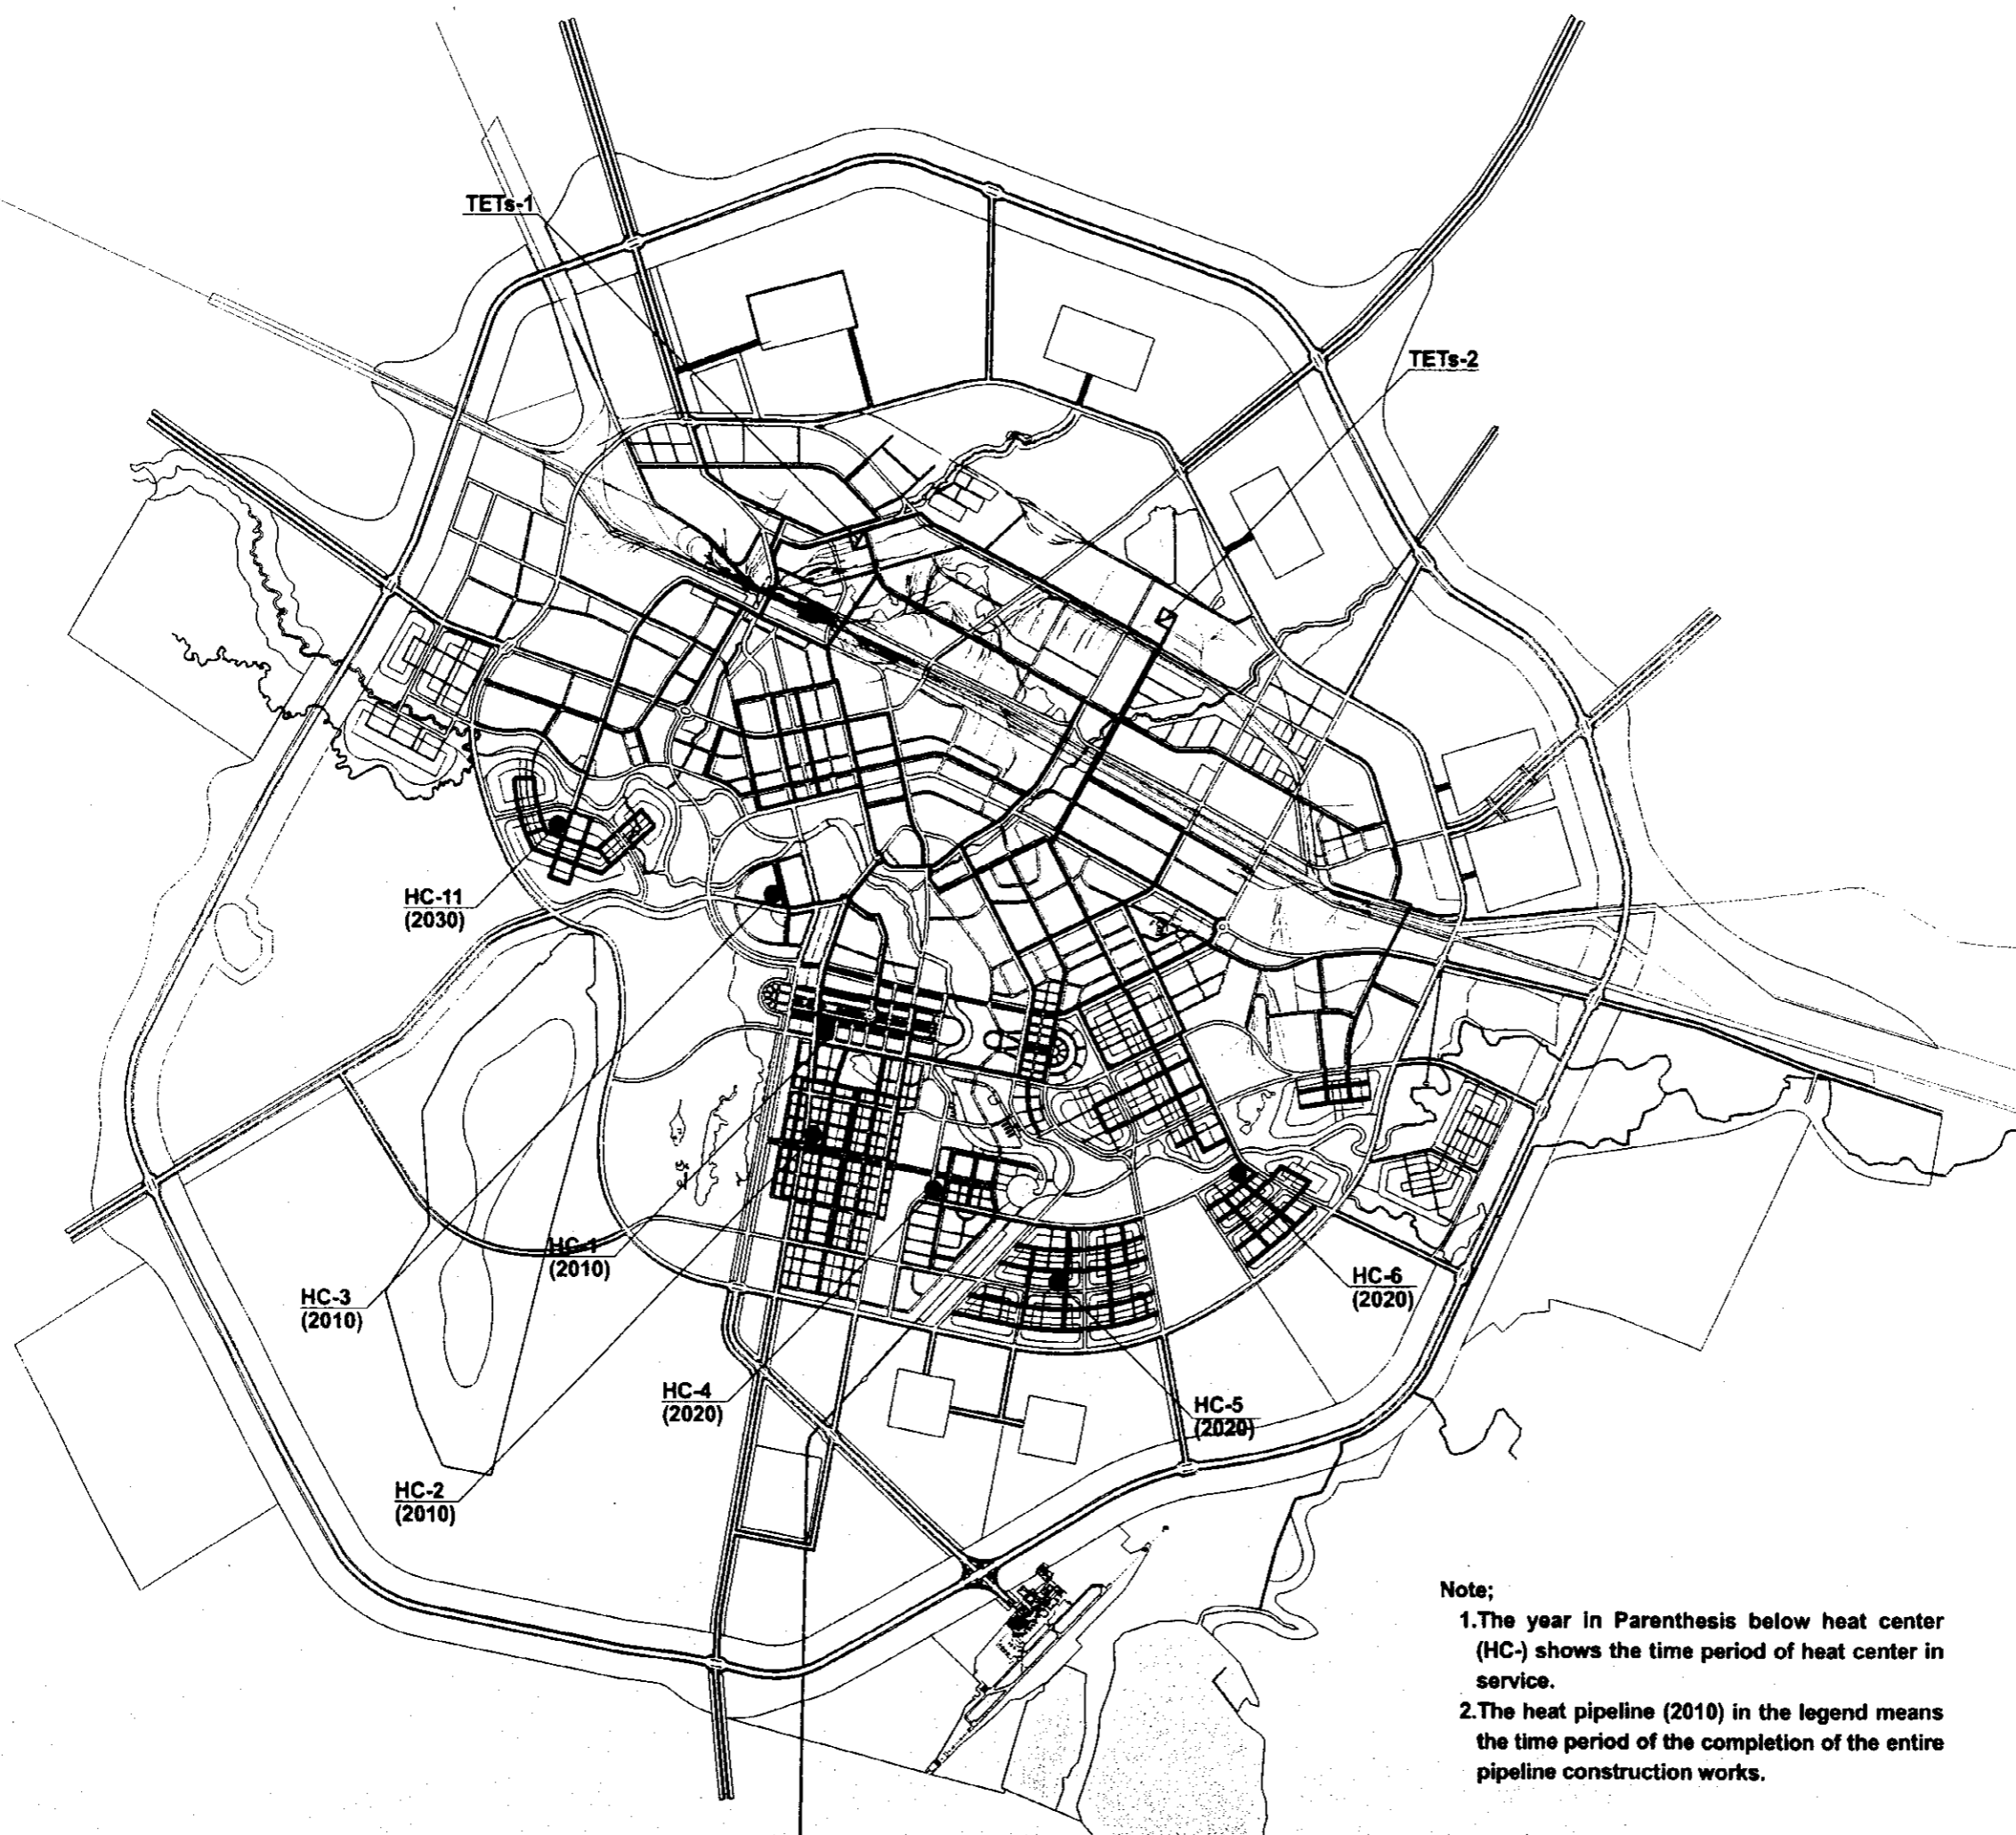 TETs-1
TETs-2
HC-11
(2030)
HC-1
(2010)
HC-3
(2010)
HC-6
(2020)
HC-4
(2020)
HC-5
(2020)
HC-2
(2010)
Note;
1.The year in Parenthesis below heat center
(HC-) shows the time period of heat center in
service.
2.The heat pipeline (2010) in the legend means
the time period of the completion of the entire
pipeline construction works.